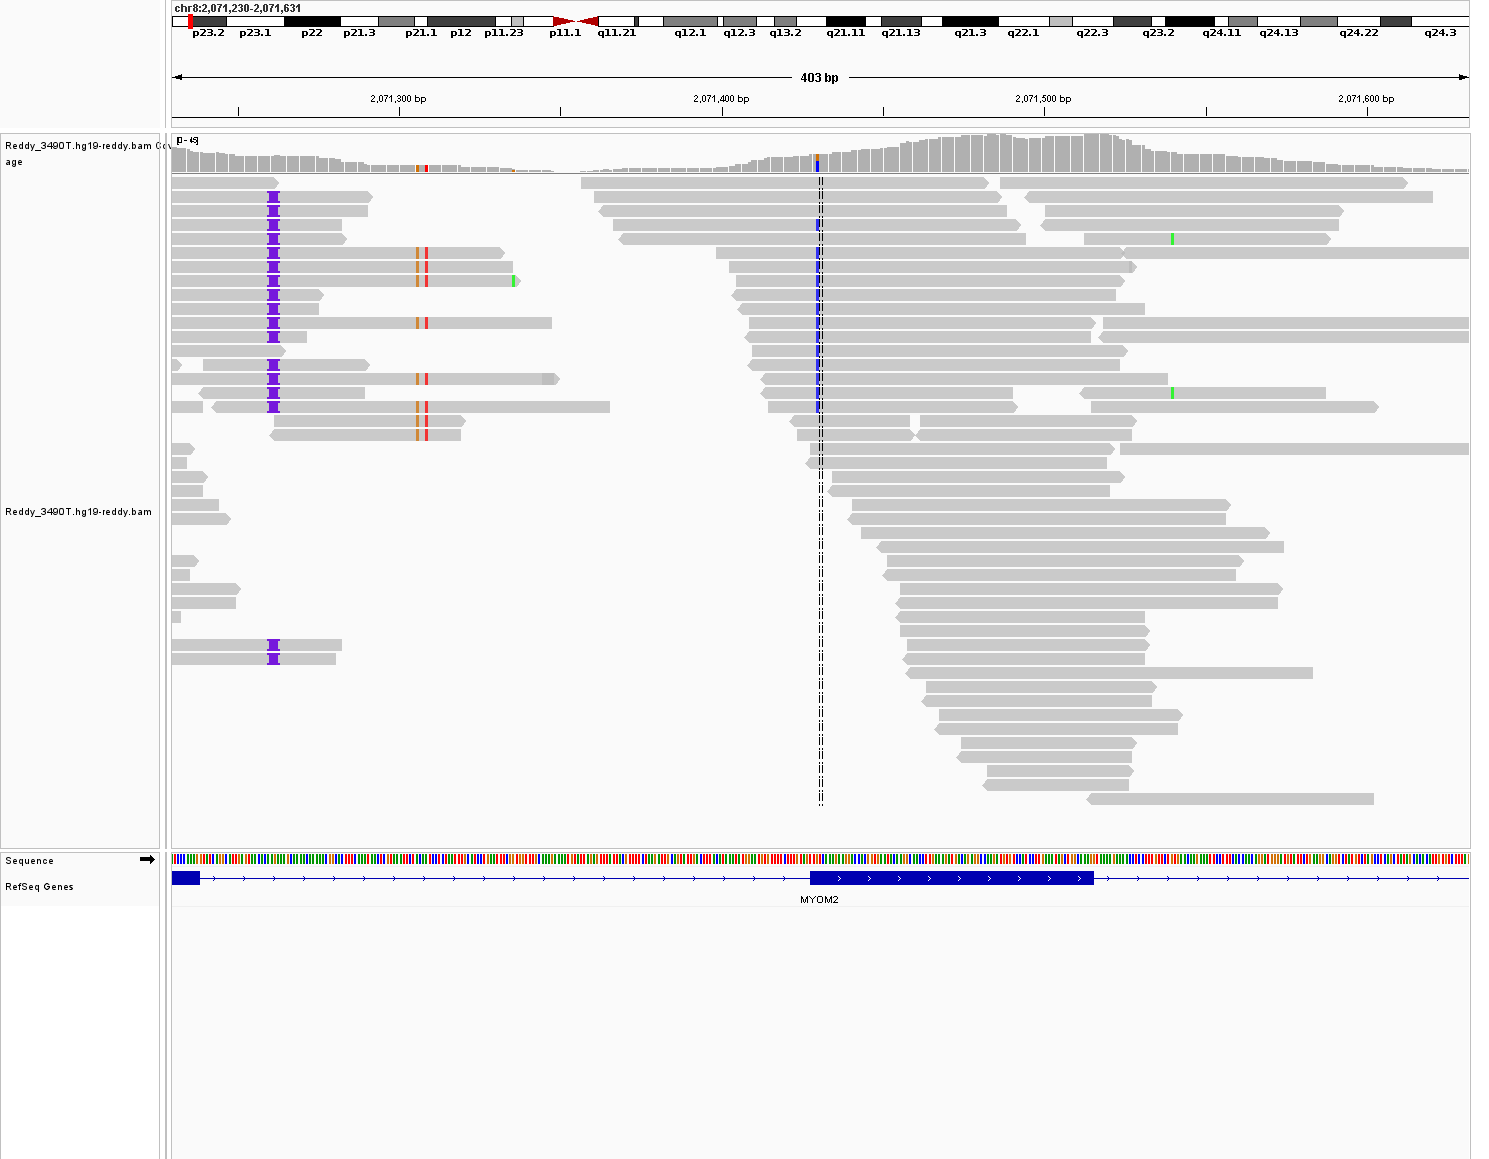 chr8:2,071,230-2,071,631
p23.2 p23.1 p22 p21.3 p21.1 p12 p11.23 p11.1 q11.21 q12.1 q12.3 q13.2 q21.11 q21.13 q21.3 q22.1 q22.3 q23.2 q24.11 q24.13 q24.22 q24.3
403 bp
2,071,300 bp 2,071,400 bp 2,071,500 bp 2,071,600 bp
[0 - 45]
Reddy_3490T.hg19-reddy.bam Cov
age
Reddy_3490T.hg19-reddy.bam
Sequence
RefSeq Genes
MYOM2